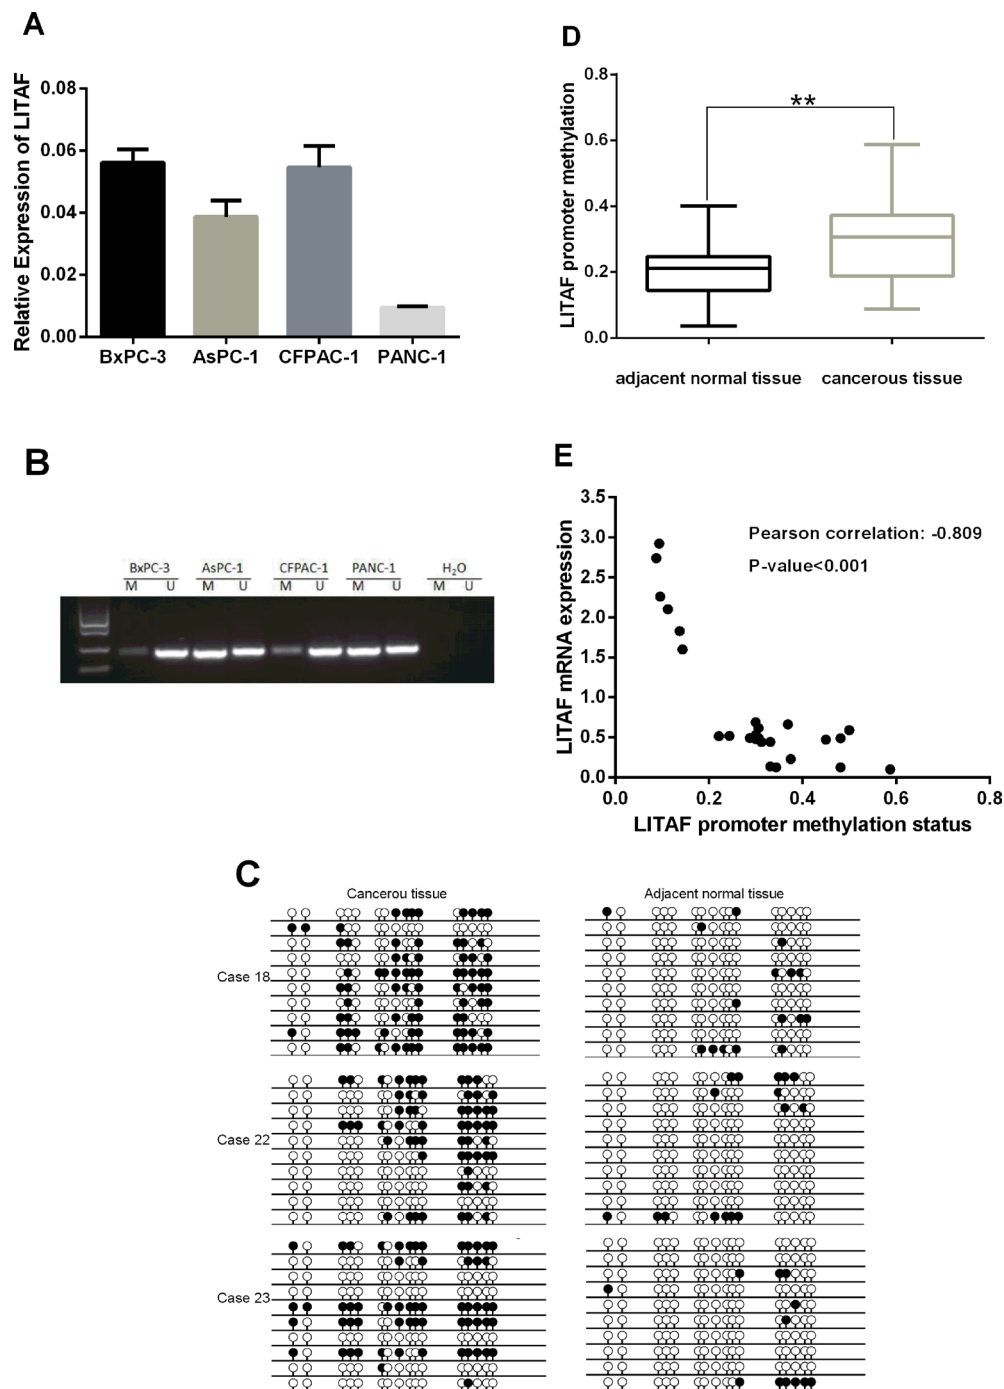 A
Relative Expression of LITAF
0.08
0.06
0.04
0.02
0.00
BxPC-3 AsPC-1 CFPAC-1 PANC-1
D
LITAF promoter methylation
0.8
0.6
0.4
0.2
0.0
**
adjacent normal tissue cancerous tissue
B
BxPC-3 AsPC-1 CFPAC-1 PANC-1 H2O
M U M U M U M U M U
E
LITAF mRNA expression
3.5
3.0
2.5
2.0
1.5
1.0
0.5
0.0
Pearson correlation: -0.809
P-value<0.001
0.0 0.2 0.4 0.6 0.8
LITAF promoter methylation status
C
Cancerou tissue Adjacent normal tissue
Case 18
Case 22
Case 23